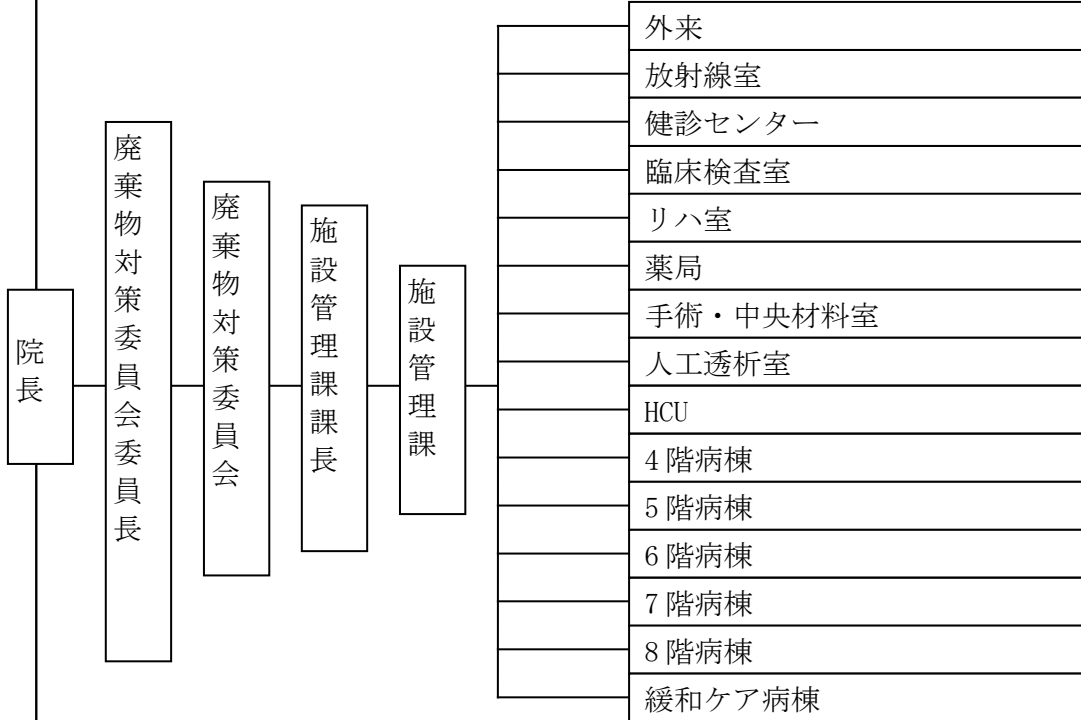 院長
廃棄物対策委員会委員長
廃棄物対策委員会
施設管理課課長
施設管理課
外来
放射線室
健診センター
臨床検査室
リハ室
薬局
手術・中央材料室
人工透析室
HCU
4階病棟
5階病棟
6階病棟
7階病棟
8階病棟
緩和ケア病棟